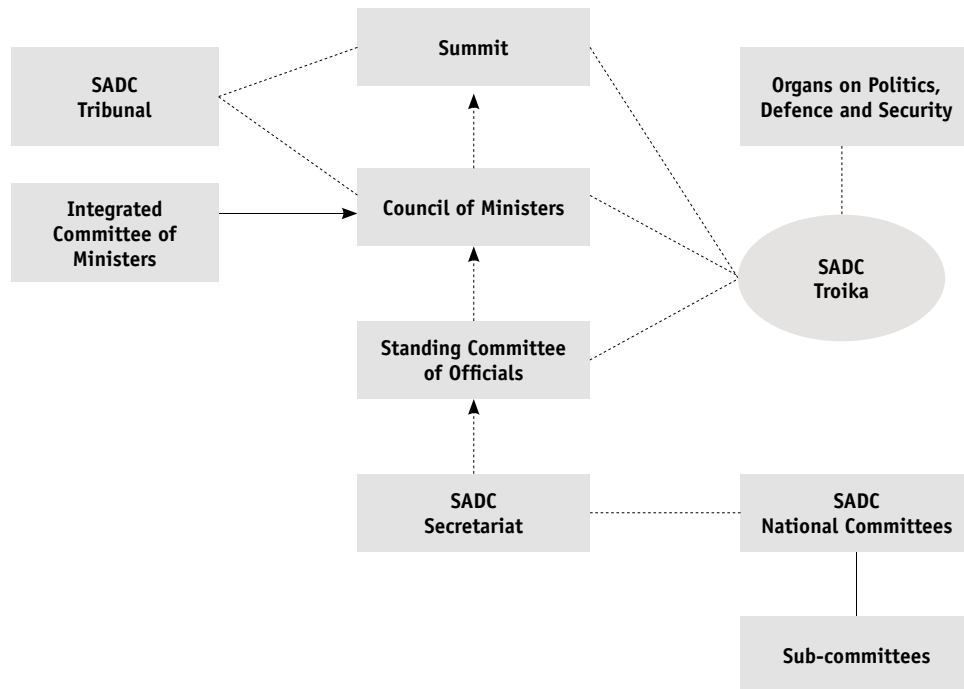 SADC
Tribunal
Summit
Organs on Politics,
Defence and Security
Integrated
Committee of
Ministers
Council of Ministers
SADC
Troika
Standing Committee
of Officials
SADC
Secretariat
SADC
National Committees
Sub-committees